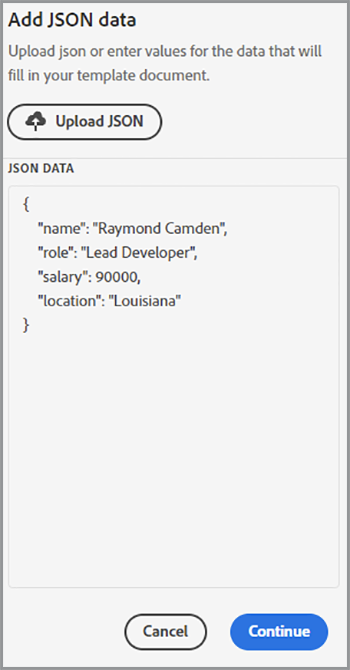 Add JSON data
Upload json or enter values for the data that will
fill in your template document.
Upload JSON
JSON DATA
{
"name": "Raymond Camden",
"role": "Lead Developer",
"salary": 90000,
"location": "Louisiana"
}
Cancel
Continue